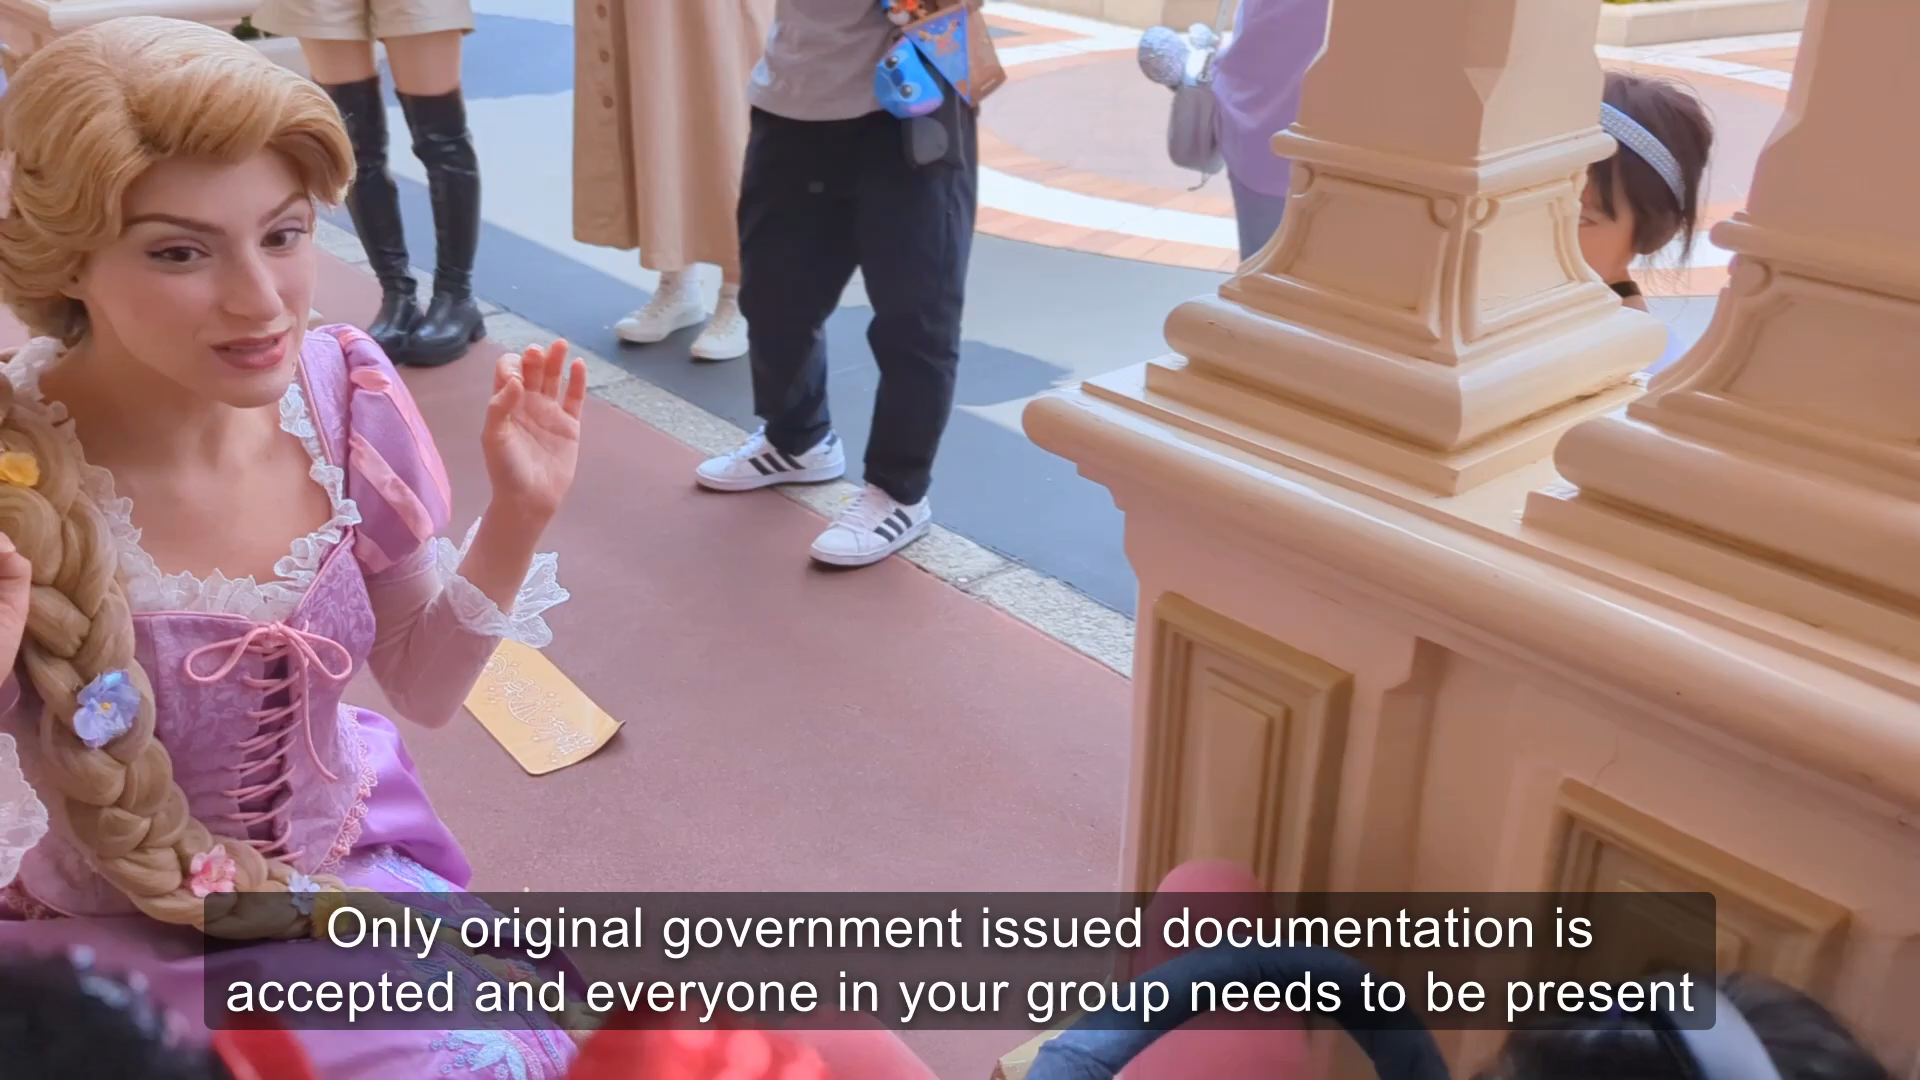 Only original government issued documentation is
accepted and everyone in your group needs to be present